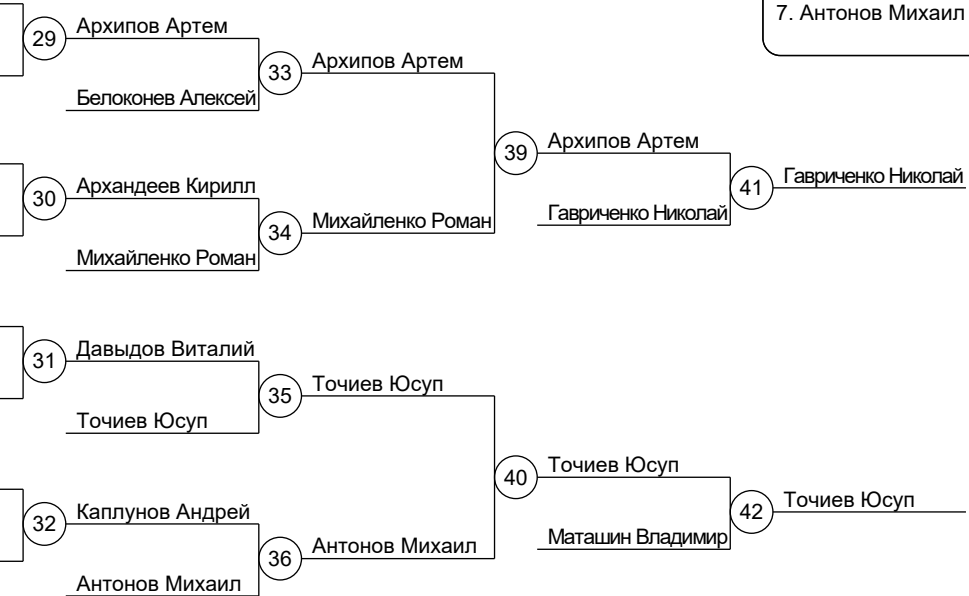 7. Антонов Михаил
29
Архипов Артем
33
Архипов Артем
Белоконев Алексей
39
Архипов Артем
30
Архандеев Кирилл
41
Гавриченко Николай
34
Михайленко Роман
Гавриченко Николай
Михайленко Роман
31
Давыдов Виталий
35
Точиев Юсуп
Точиев Юсуп
40
Точиев Юсуп
32
Каплунов Андрей
42
Точиев Юсуп
36
Антонов Михаил
Маташин Владимир
Антонов Михаил